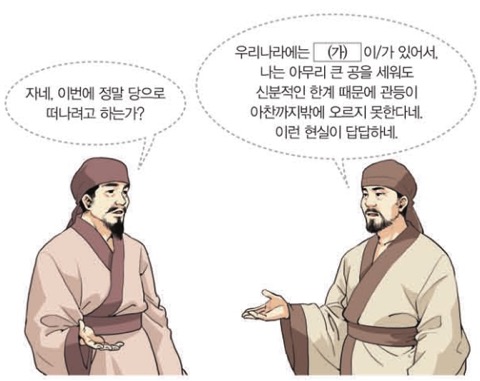 자네, 이번에 정말 당으로
떠나려고 하는가?
우리나라에는 (가) 이/가 있어서,
나는 아무리 큰 공을 세워도
신분적인 한계 때문에 관등이
아찬까지밖에 오르지 못한다네.
이런 현실이 답답하네.